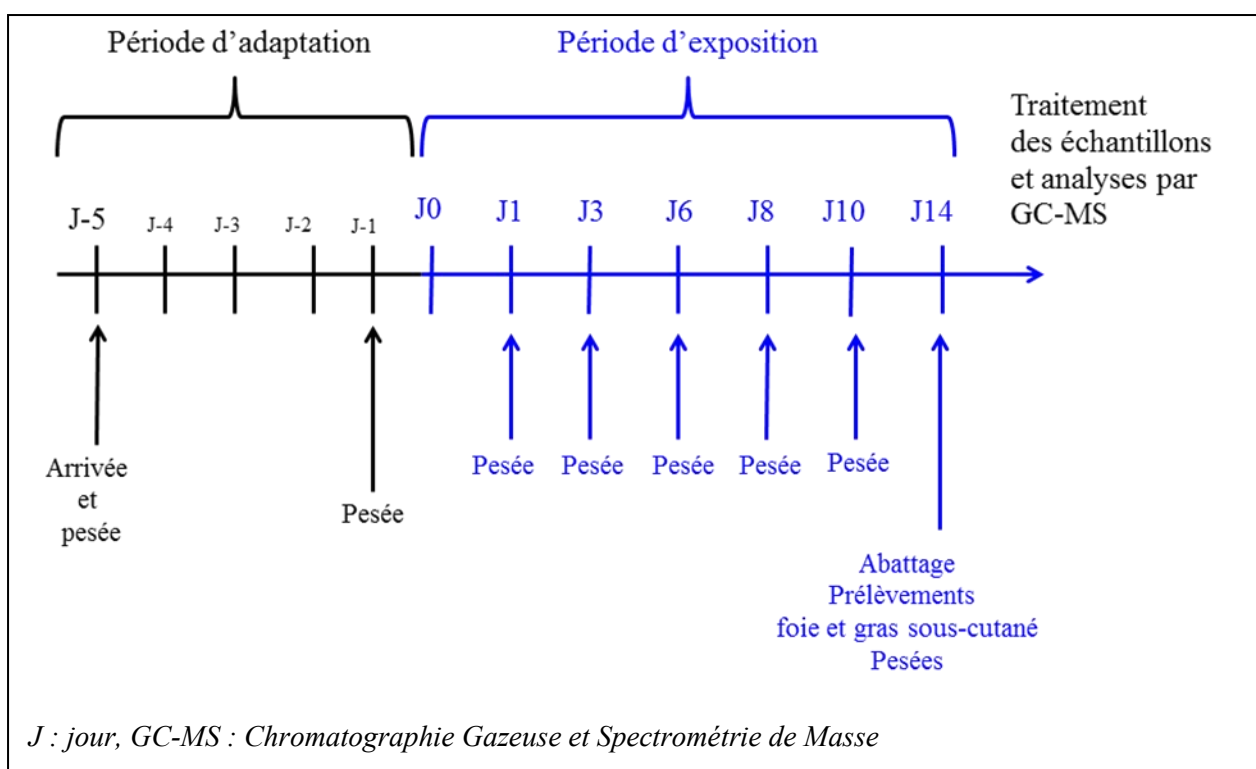 Période d'adaptation
Période d'exposition
Traitement
des échantillons
et analyses par
GC-MS
J-5
J-4
J-3
J-2
J-1
J0
J1
J3
J6
J8
J10
J14
Arrivée
et
pesée
Pesée
Pesée
Pesée
Pesée
Pesée
Pesée
Abattage
Prélèvements
foie et gras sous-cutané
Pesées
J : jour, GC-MS : Chromatographie Gazeuse et Spectrométrie de Masse